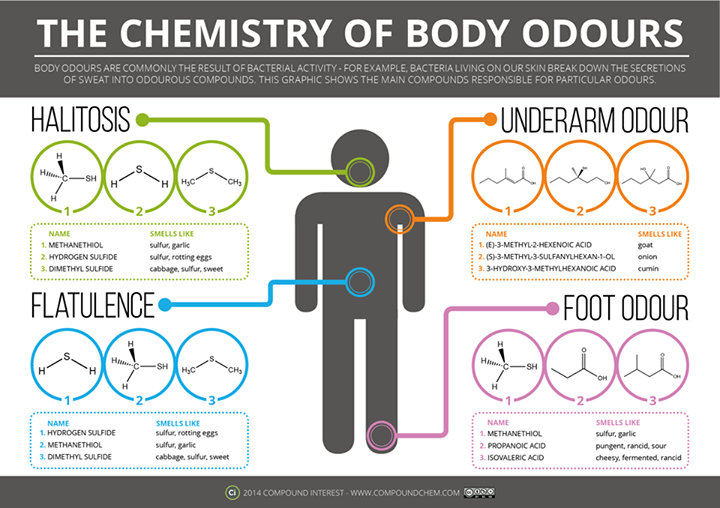 THE CHEMISTRY OF BODY ODOURS
BODY ODOURS ARE COMMONLY THE RESULT OF BACTERIAL ACTIVITY - FOR EXAMPLE, BACTERIA LIVING ON OUR SKIN BREAK DOWN THE SECRETIONS
OF SWEAT INTO ODOUROUS COMPOUNDS. THIS GRAPHIC SHOWS THE MAIN COMPOUNDS RESPONSIBLE FOR PARTICULAR ODOURS.
HALITOSIS
H
H
H
C
SH
1
H
S
H
2
H₃C
S
CH₃
3
NAME SMELLS LIKE
1. METHANETHIOL sulfur, garlic
2. HYDROGEN SULFIDE sulfur, rotting eggs
3. DIMETHYL SULFIDE cabbage, sulfur, sweet
UNDERARM ODOUR
O
OH
1
SH
OH
2
HO
O
OH
3
NAME SMELLS LIKE
1. (E)-3-METHYL-2-HEXENOIC ACID goat
2. (S)-3-METHYL-3-SULFANYLHEXAN-1-OL onion
3. 3-HYDROXY-3-METHYLHEXANOIC ACID cumin
FLATULENCE
H
S
H
1
H
H
H
C
SH
2
H₃C
S
CH₃
3
NAME SMELLS LIKE
1. HYDROGEN SULFIDE sulfur, rotting eggs
2. METHANETHIOL sulfur, garlic
3. DIMETHYL SULFIDE cabbage, sulfur, sweet
FOOT ODOUR
H
H
H
C
SH
1
O
OH
2
O
OH
3
NAME SMELLS LIKE
1. METHANETHIOL sulfur, garlic
2. PROPANOIC ACID pungent, rancid, sour
3. ISOVALERIC ACID cheesy, fermented, rancid
Ci 2014 COMPOUND INTEREST - WWW.COMPOUNDCHEM.COM